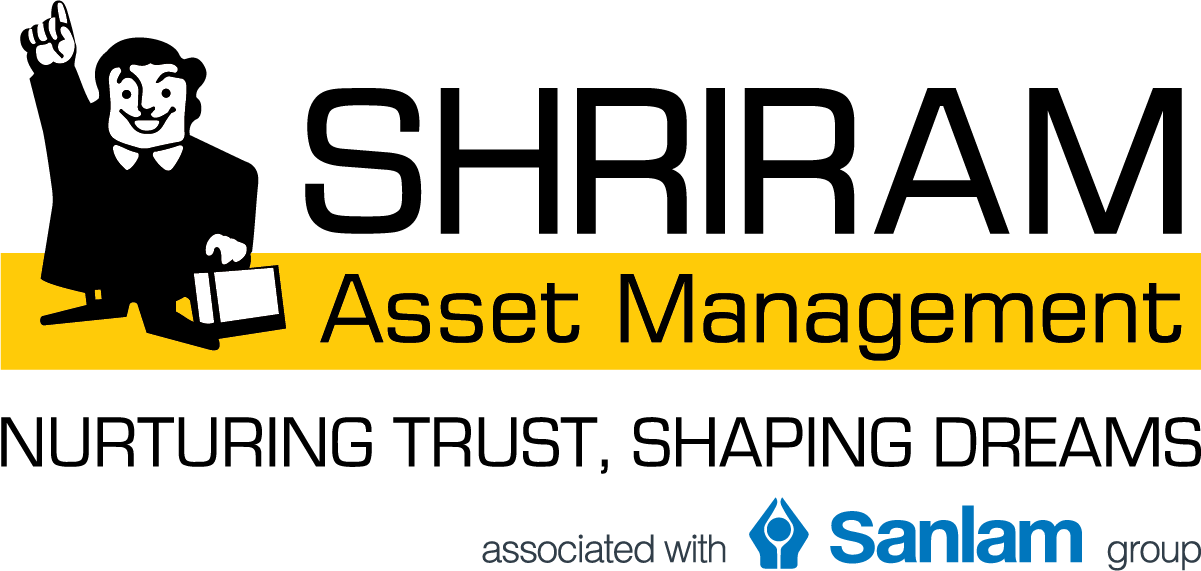 SHRIRAM
Asset Management
NURTURING TRUST, SHAPING DREAMS
associated with Sanlam group